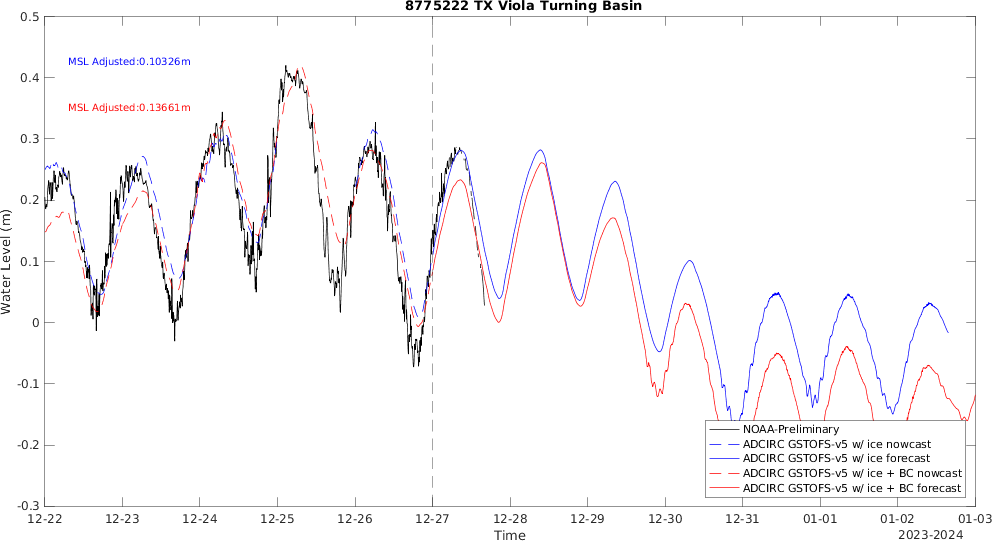 8775222 TX Viola Turning Basin
0.5
0.4
0.3
0.2
0.1
0
-0.1
-0.2
-0.3
Water Level (m)
MSL Adjusted:0.10326m
MSL Adjusted:0.13661m
NOAA-Preliminary
ADCIRC GSTOFS-v5 w/ ice nowcast
ADCIRC GSTOFS-v5 w/ ice forecast
ADCIRC GSTOFS-v5 w/ ice + BC nowcast
ADCIRC GSTOFS-v5 w/ ice + BC forecast
12-22 12-23 12-24 12-25 12-26 12-27 12-28 12-29 12-30 12-31 01-01 01-02 01-03
Time
2023-2024